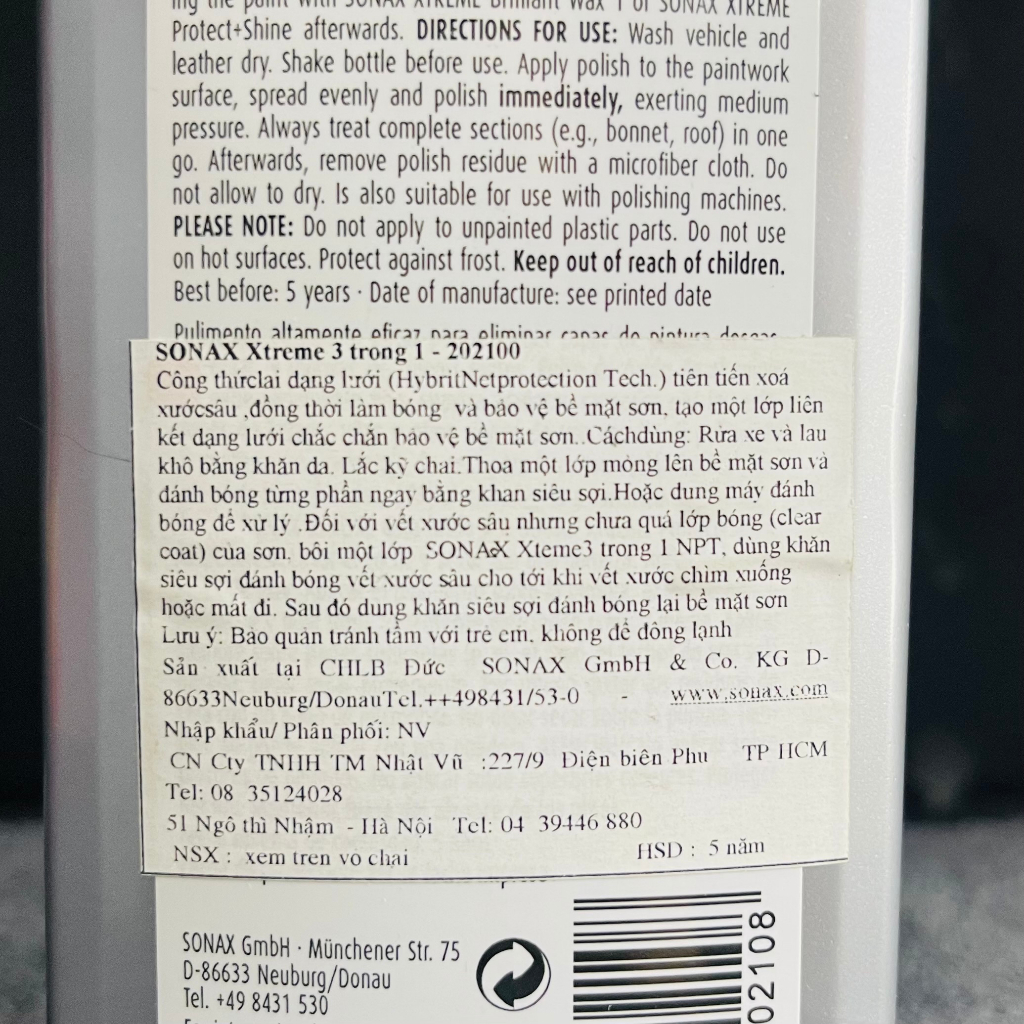 ing the paint with SONAX XTREME Brilliant Wax 1 or SONAX XTREME
Protect+Shine afterwards. DIRECTIONS FOR USE: Wash vehicle and
leather dry. Shake bottle before use. Apply polish to the paintwork
surface, spread evenly and polish immediately, exerting medium
pressure. Always treat complete sections (e.g., bonnet, roof) in one
go. Afterwards, remove polish residue with a microfiber cloth. Do
not allow to dry. Is also suitable for use with polishing machines.
PLEASE NOTE: Do not apply to unpainted plastic parts. Do not use
on hot surfaces. Protect against frost. Keep out of reach of children.
Best before: 5 years · Date of manufacture: see printed date
Pulimento altamente eficaz para eliminar capas de pintura
SONAX Xtreme 3 trong 1 - 202100
Công thứclai dạng lưới (HybritNetprotection Tech.) tiên tiến xoá
xướcsâu ,đồng thời làm bóng và bảo vệ bề mặt sơn, tạo một lớp liên
kết dạng lưới chắc chắn bảo vệ bề mặt sơn..Cáchdùng: Rửa xe và lau
khô bằng khăn da. Lắc kỹ chai.Thoa một lớp mỏng lên bề mặt sơn và
đánh bóng từng phần ngay bằng khan siêu sợi.Hoặc dung máy đánh
bóng để xử lý .Đối với vết xước sâu nhưng chưa quá lớp bóng (clear
coat) của sơn. bôi một lớp SONAX Xteme3 trong 1 NPT, dùng khăn
siêu sợi đánh bóng vết xước sâu cho tới khi vết xước chìm xuống
hoặc mất đi. Sau đó dung khăn siêu sợi đánh bóng lại bề mặt sơn
Lưu ý: Bảo quản tránh tầm với trẻ em. không để đông lạnh
Sản xuất tại CHLB Đức SONAX GmbH & Co. KG D-
86633Neuburg/DonauTel.++498431/53-0 - www.sonax.com
Nhập khẩu/ Phân phối: NV
CN Cty TNHH TM Nhật Vũ :227/9 Điện biên Phu TP HCM
Tel: 08 35124028
51 Ngô thì Nhậm - Hà Nội Tel: 04 39446 880
NSX : xem tren vo chai HSD : 5 năm
SONAX GmbH · Münchener Str. 75
D-86633 Neuburg/Donau
Tel. +49 8431 530
02108